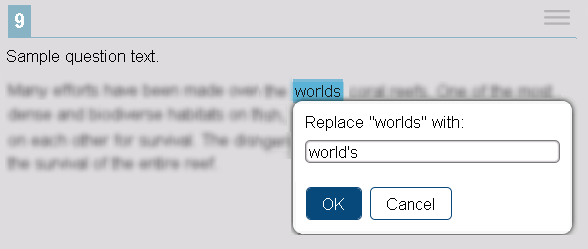 9
Sample question text.
Many efforts have been made over the worlds coral reefs. One of the most
dense and biodiverse habitats on
on each other for survival. The
the survival of the entire reef.
Replace "worlds" with:
world's
OK Cancel